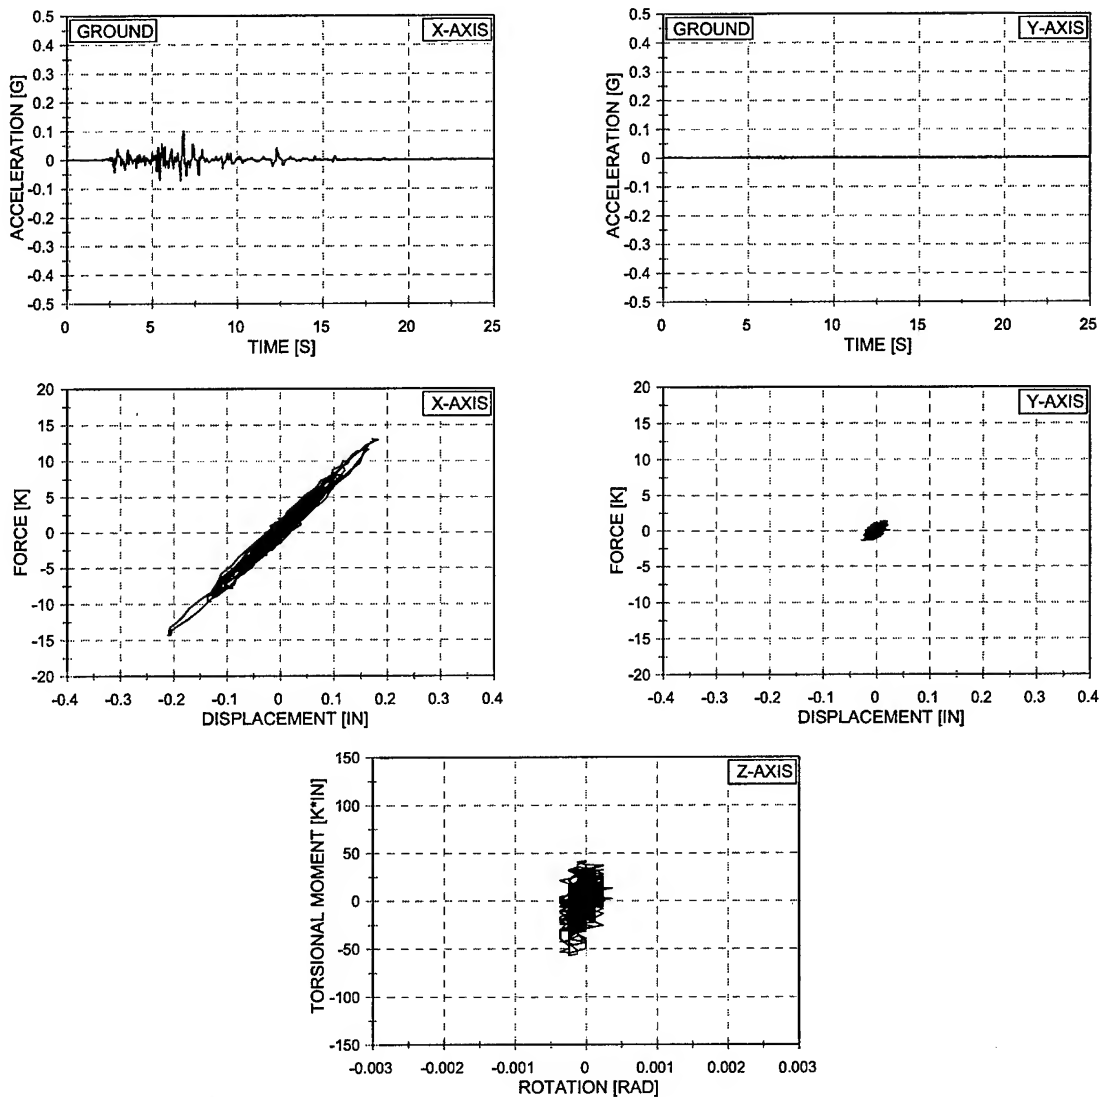 GROUND
X-AXIS
ACCELERATION [G]
0.5
0.4
0.3
0.2
0.1
0
-0.1
-0.2
-0.3
-0.4
-0.5
0 5 10 15 20 25
TIME [S]
GROUND
Y-AXIS
ACCELERATION [G]
0.5
0.4
0.3
0.2
0.1
0
-0.1
-0.2
-0.3
-0.4
-0.5
0 5 10 15 20 25
TIME [S]
X-AXIS
FORCE [K]
20
15
10
5
0
-5
-10
-15
-20
-0.4 -0.3 -0.2 -0.1 0 0.1 0.2 0.3 0.4
DISPLACEMENT [IN]
Y-AXIS
FORCE [K]
20
15
10
5
0
-5
-10
-15
-20
-0.4 -0.3 -0.2 -0.1 0 0.1 0.2 0.3 0.4
DISPLACEMENT [IN]
Z-AXIS
TORSIONAL MOMENT [K*IN]
150
100
50
0
-50
-100
-150
-0.003 -0.002 -0.001 0 0.001 0.002 0.003
ROTATION [RAD]